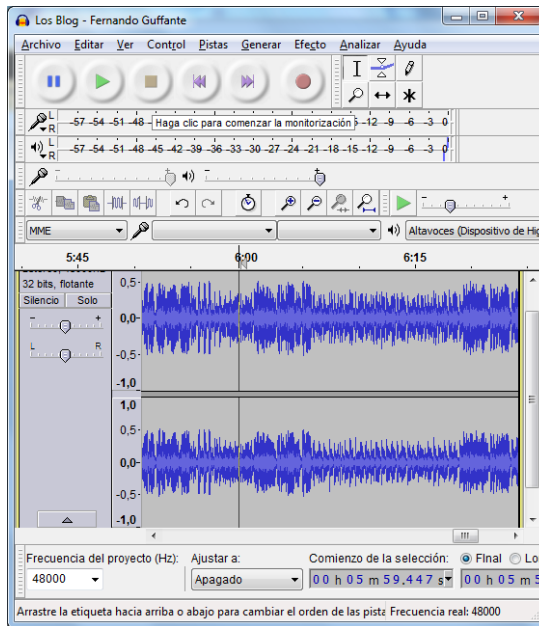 Los Blog - Fernando Guffante
Archivo Editar Ver Control Pistas Generar Efecto Analizar Ayuda
L -57 -54 -51 -48 - Haga clic para comenzar la monitorización 5 -12 -9 -6 -3 0
R
L -57 -54 -51 -48 -45 -42 -39 -36 -33 -30 -27 -24 -21 -18 -15 -12 -9 -6 -3 0
R
MME Altavoces (Dispositivo de Hig
5:45 6:00 6:15
32 bits, flotante
Silencio Solo
- +
L R
0,5
0,0
-0,5
-1,0
1,0
0,5
0,0
-0,5
-1,0
Frecuencia del proyecto (Hz): Ajustar a: Comienzo de la selección: FInal Lo
48000 Apagado 00 h 05 m 59.447 s 00 h 05 m 5
Arrastre la etiqueta hacia arriba o abajo para cambiar el orden de las pista Frecuencia real: 48000